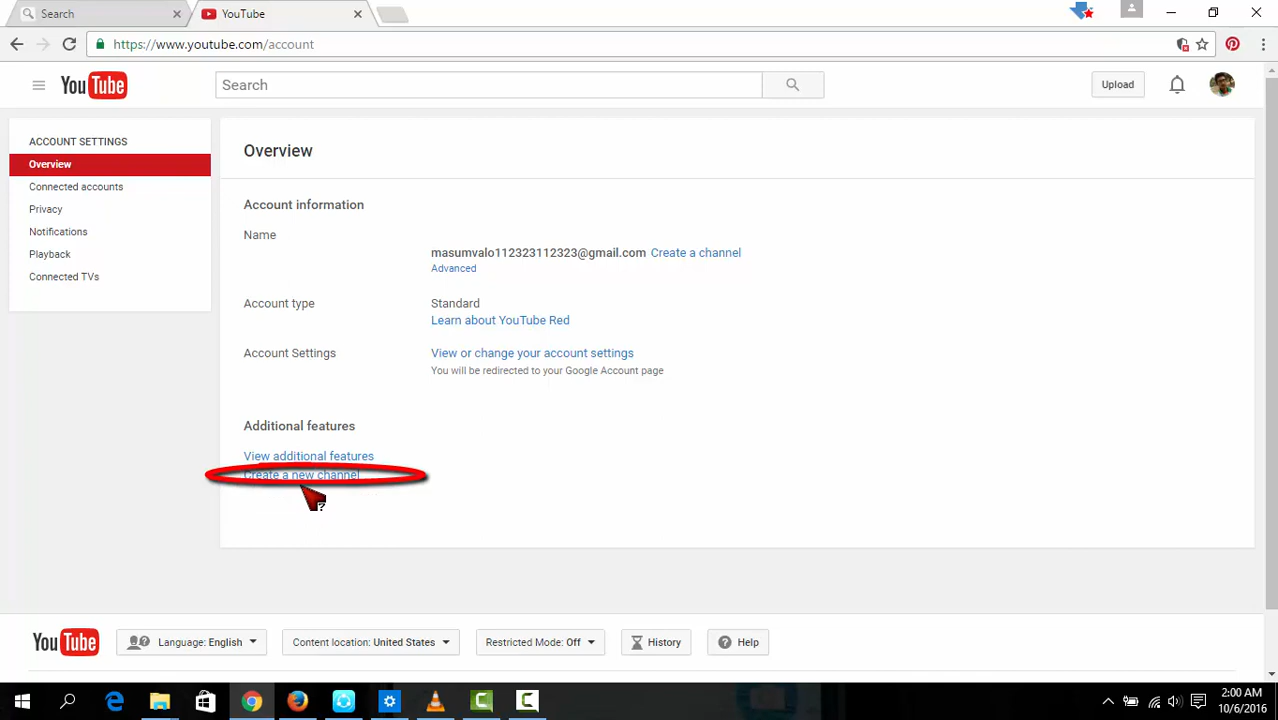 Search
YouTube
https://www.youtube.com/account
YouTube
Search
Upload
ACCOUNT SETTINGS
Overview
Connected accounts
Privacy
Notifications
Playback
Connected TVs
Overview
Account information
Name
masumvalo112323112323@gmail.com Create a channel
Advanced
Account type
Standard
Learn about YouTube Red
Account Settings
View or change your account settings
You will be redirected to your Google Account page
Additional features
View additional features
Create a new channel
YouTube
Language: English
Content location: United States
Restricted Mode: Off
History
Help
2:00 AM
10/6/2016